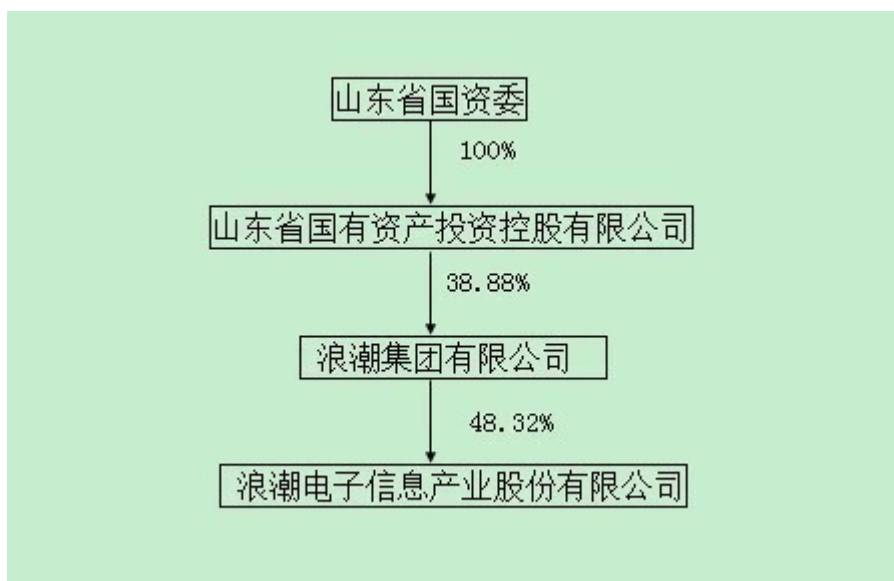 山东省国资委
100%
山东省国有资产投资控股有限公司
38.88%
浪潮集团有限公司
48.32%
浪潮电子信息产业股份有限公司